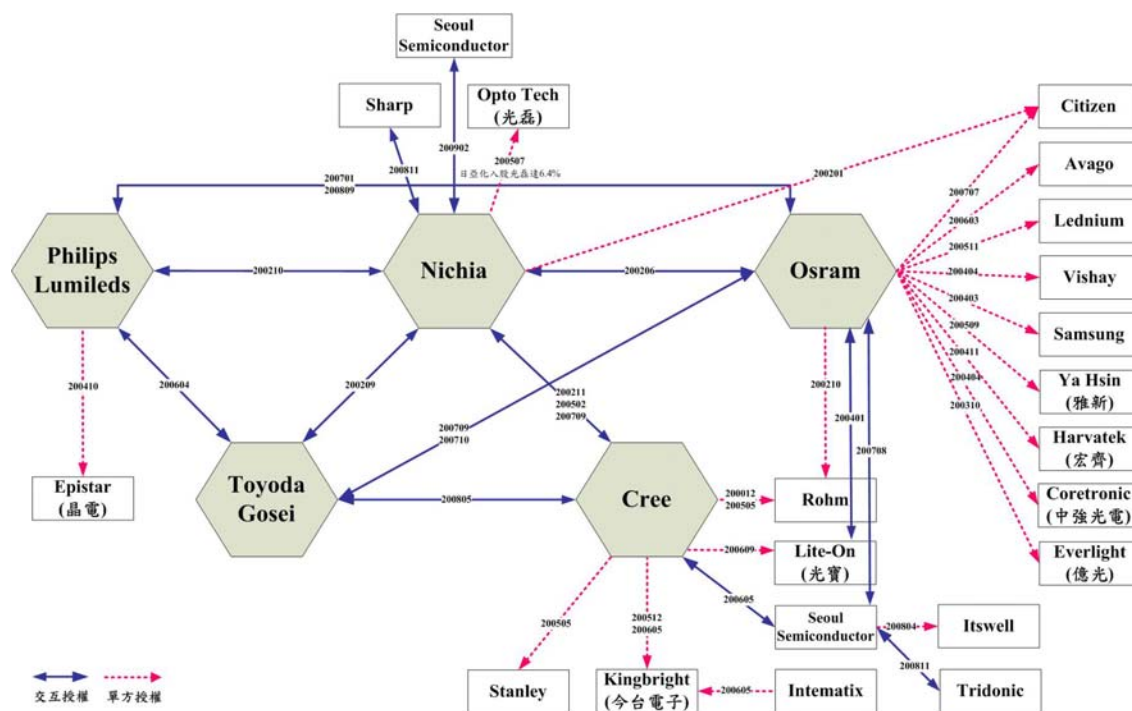 Seoul
Semiconductor
Sharp
Opto Tech
(光磊)
Citizen
200902
200811
200507
日亞化入股光磊達6.4%
200201
Avago
200701
200809
200707
200603
Lednium
200511
Philips
Lumileds
200210
Nichia
200206
Osram
200404
Vishay
200403
Samsung
200509
200411
200404
200310
Ya Hsin
(雅新)
200410
200604
200209
200211
200502
200709
200210
200401
200708
Harvatek
(宏齊)
200709
200710
Epistar
(晶電)
Toyoda
Gosei
200805
Cree
200012
200505
Rohm
Coretronic
(中強光電)
200609
Lite-On
(光寶)
Everlight
(億光)
200605
200505
200512
200605
Seoul
Semiconductor
200804
Itswell
200811
交互授權
單方授權
Stanley
Kingbright
(今台電子)
200605
Intematix
Tridonic